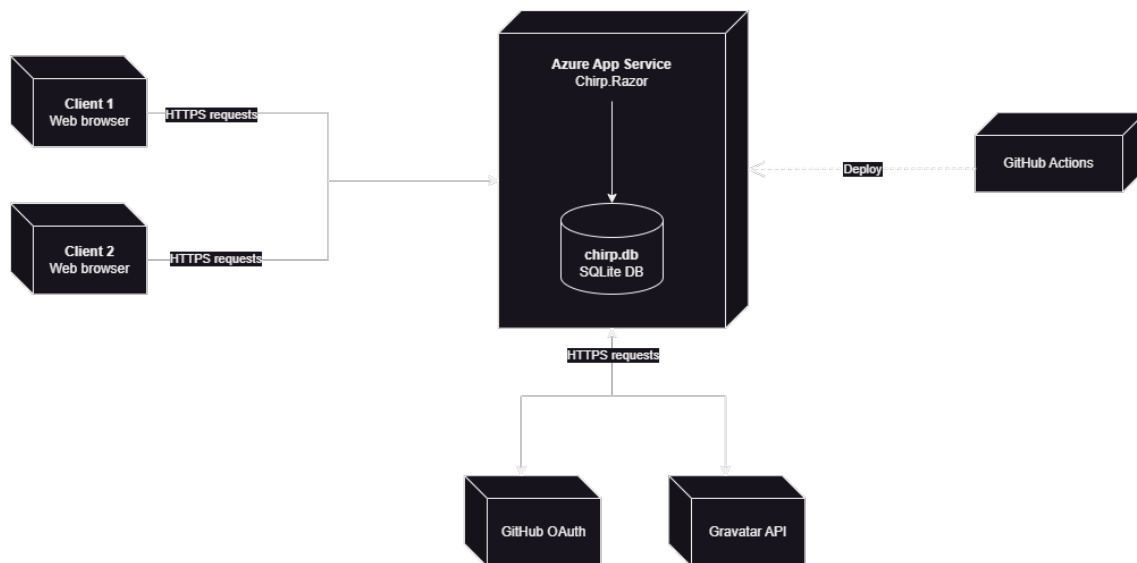 Azure App Service
Chirp.Razor
Client 1
Web browser
HTTPS requests
Deploy
GitHub Actions
Client 2
Web browser
HTTPS requests
chirp.db
SQLite DB
HTTPS requests
GitHub OAuth
Gravatar API